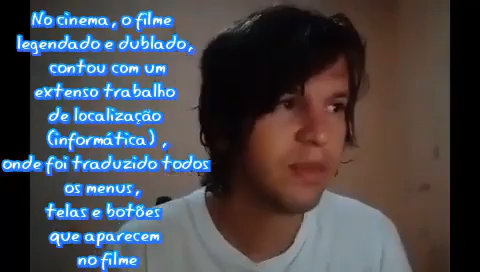 No cinema, o filme
legendado e dublado,
contou com um
extenso trabalho
de localização
(informática) ,
onde foi traduzido todos
os menus,
telas e botões
que aparecem
no filme